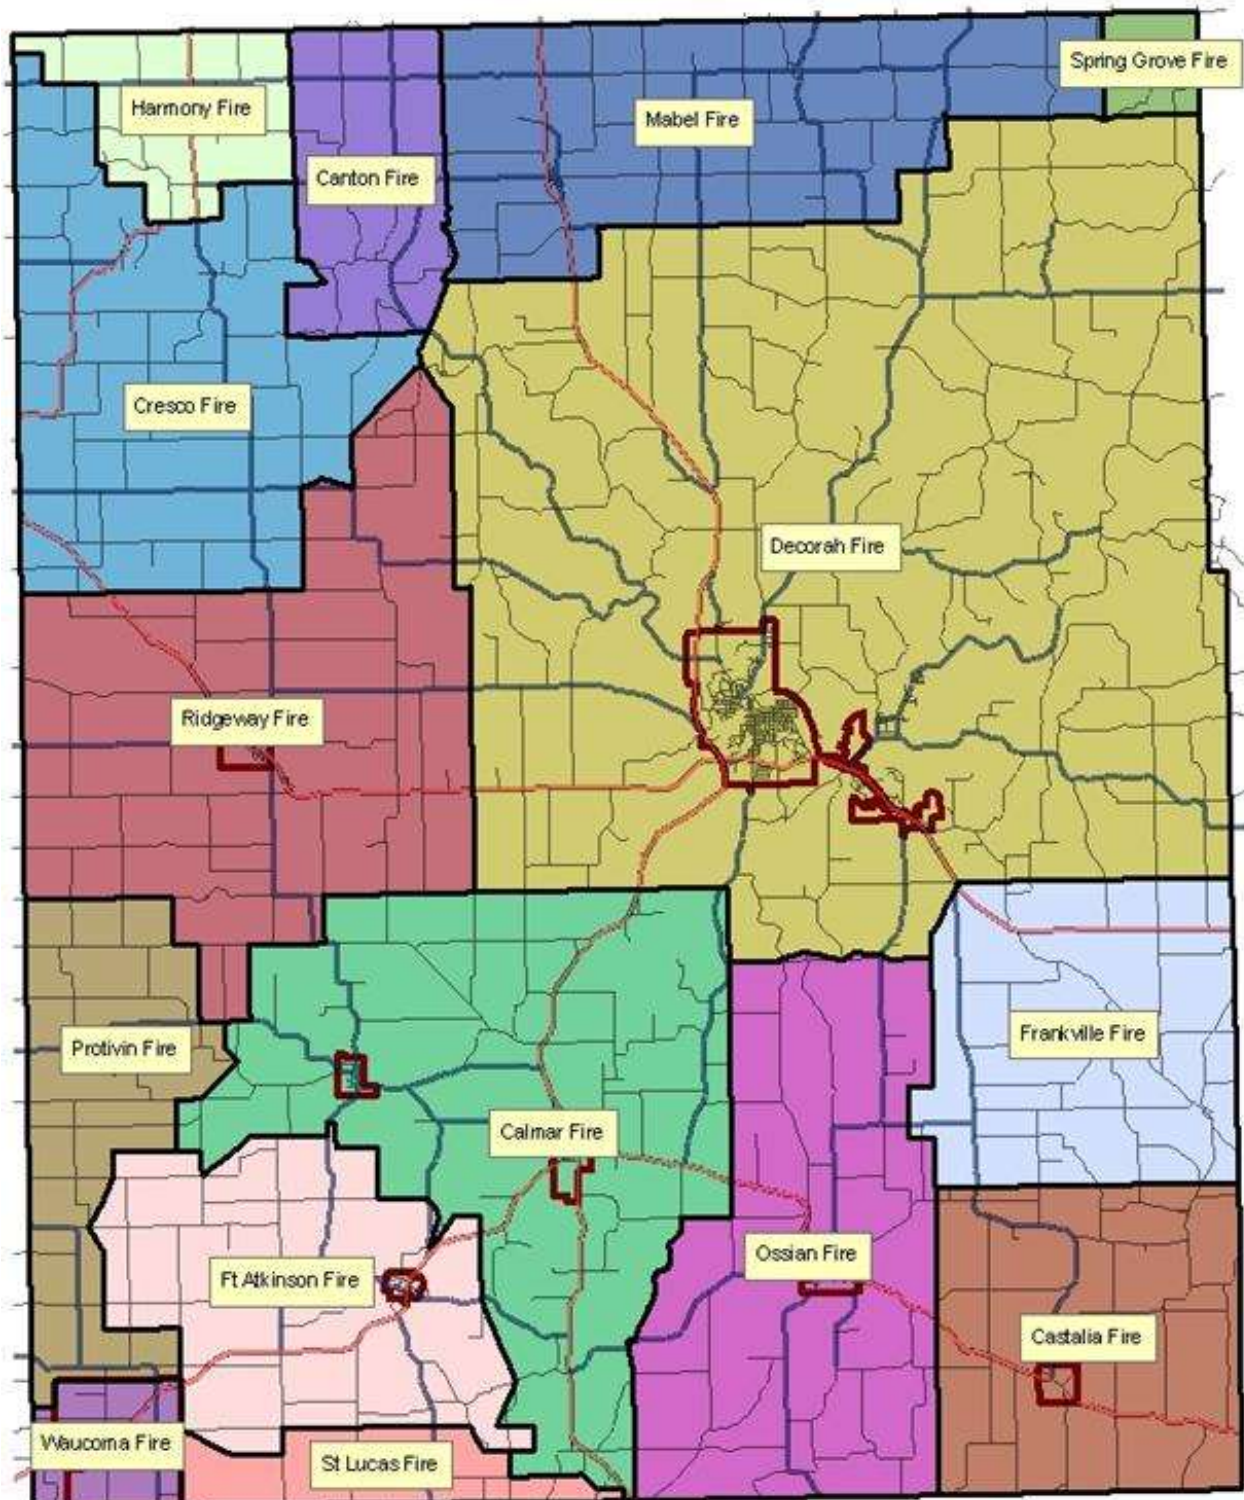 Spring Grove Fire
Harmony Fire
Mabel Fire
Canton Fire
Cresco Fire
Decorah Fire
Ridgeway Fire
Frankville Fire
Protivin Fire
Calmar Fire
Ossian Fire
Ft Atkinson Fire
Castalia Fire
Waucoma Fire
St Lucas Fire